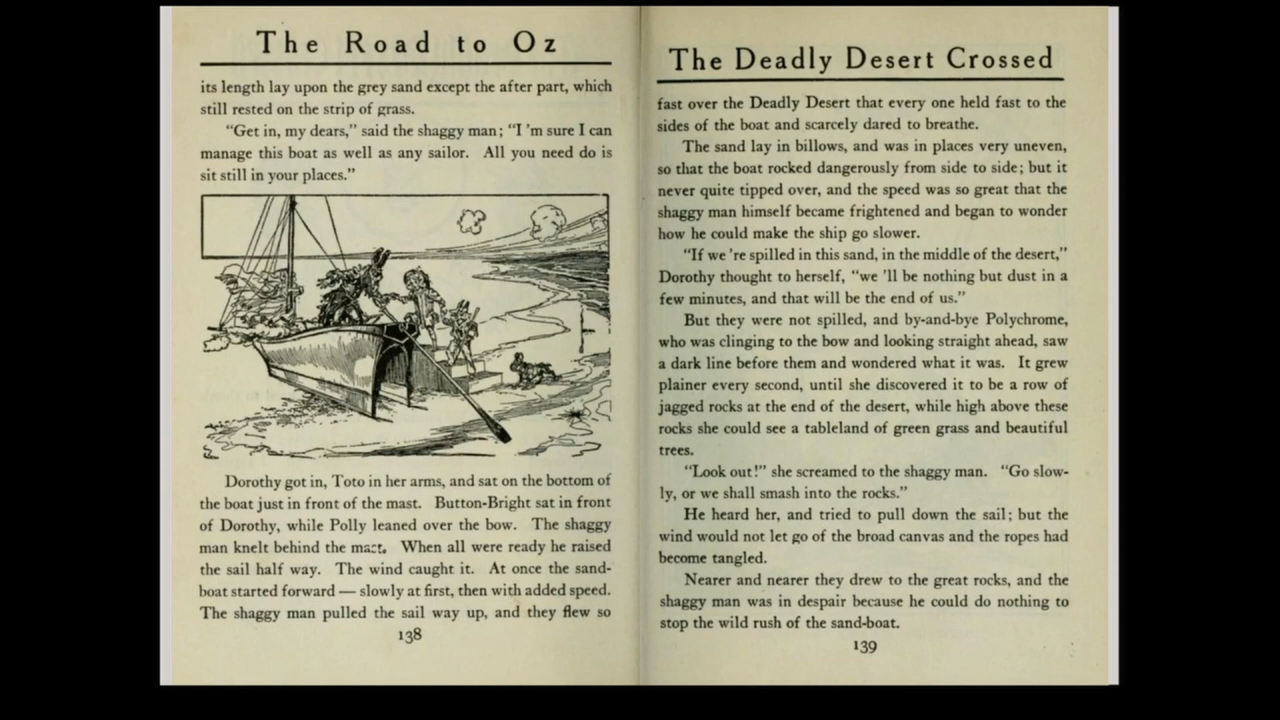 The Road to Oz
its length lay upon the grey sand except the after part, which
still rested on the strip of grass.
“Get in, my dears,” said the shaggy man; “I ’m sure I can
manage this boat as well as any sailor. All you need do is
sit still in your places.”
Dorothy got in, Toto in her arms, and sat on the bottom of
the boat just in front of the mast. Button-Bright sat in front
of Dorothy, while Polly leaned over the bow. The shaggy
man knelt behind the mast. When all were ready he raised
the sail half way. The wind caught it. At once the sand-
boat started forward — slowly at first, then with added speed.
The shaggy man pulled the sail way up, and they flew so
138
The Deadly Desert Crossed
fast over the Deadly Desert that every one held fast to the
sides of the boat and scarcely dared to breathe.
The sand lay in billows, and was in places very uneven,
so that the boat rocked dangerously from side to side; but it
never quite tipped over, and the speed was so great that the
shaggy man himself became frightened and began to wonder
how he could make the ship go slower.
“If we ’re spilled in this sand, in the middle of the desert,”
Dorothy thought to herself, “we ’ll be nothing but dust in a
few minutes, and that will be the end of us.”
But they were not spilled, and by-and-bye Polychrome,
who was clinging to the bow and looking straight ahead, saw
a dark line before them and wondered what it was. It grew
plainer every second, until she discovered it to be a row of
jagged rocks at the end of the desert, while high above these
rocks she could see a tableland of green grass and beautiful
trees.
“Look out!” she screamed to the shaggy man. “Go slow-
ly, or we shall smash into the rocks.”
He heard her, and tried to pull down the sail; but the
wind would not let go of the broad canvas and the ropes had
become tangled.
Nearer and nearer they drew to the great rocks, and the
shaggy man was in despair because he could do nothing to
stop the wild rush of the sand-boat.
139